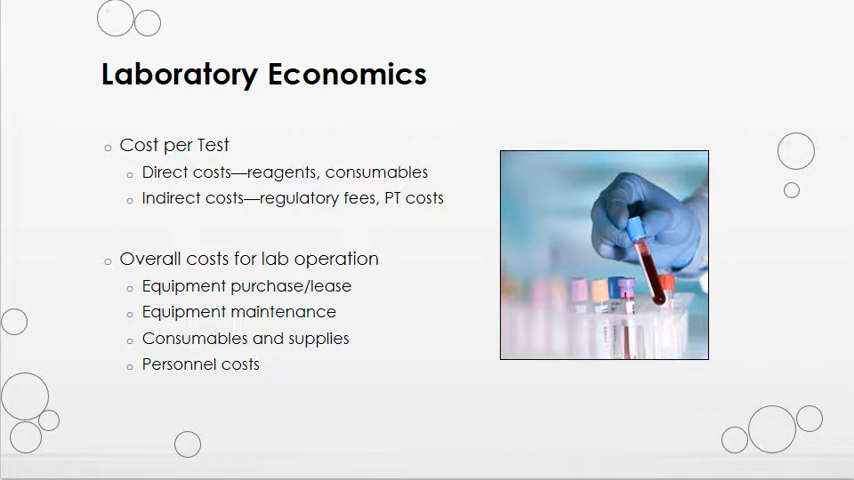 Laboratory Economics
Cost per Test
Direct costs—reagents, consumables
Indirect costs—regulatory fees, PT costs
Overall costs for lab operation
Equipment purchase/lease
Equipment maintenance
Consumables and supplies
Personnel costs